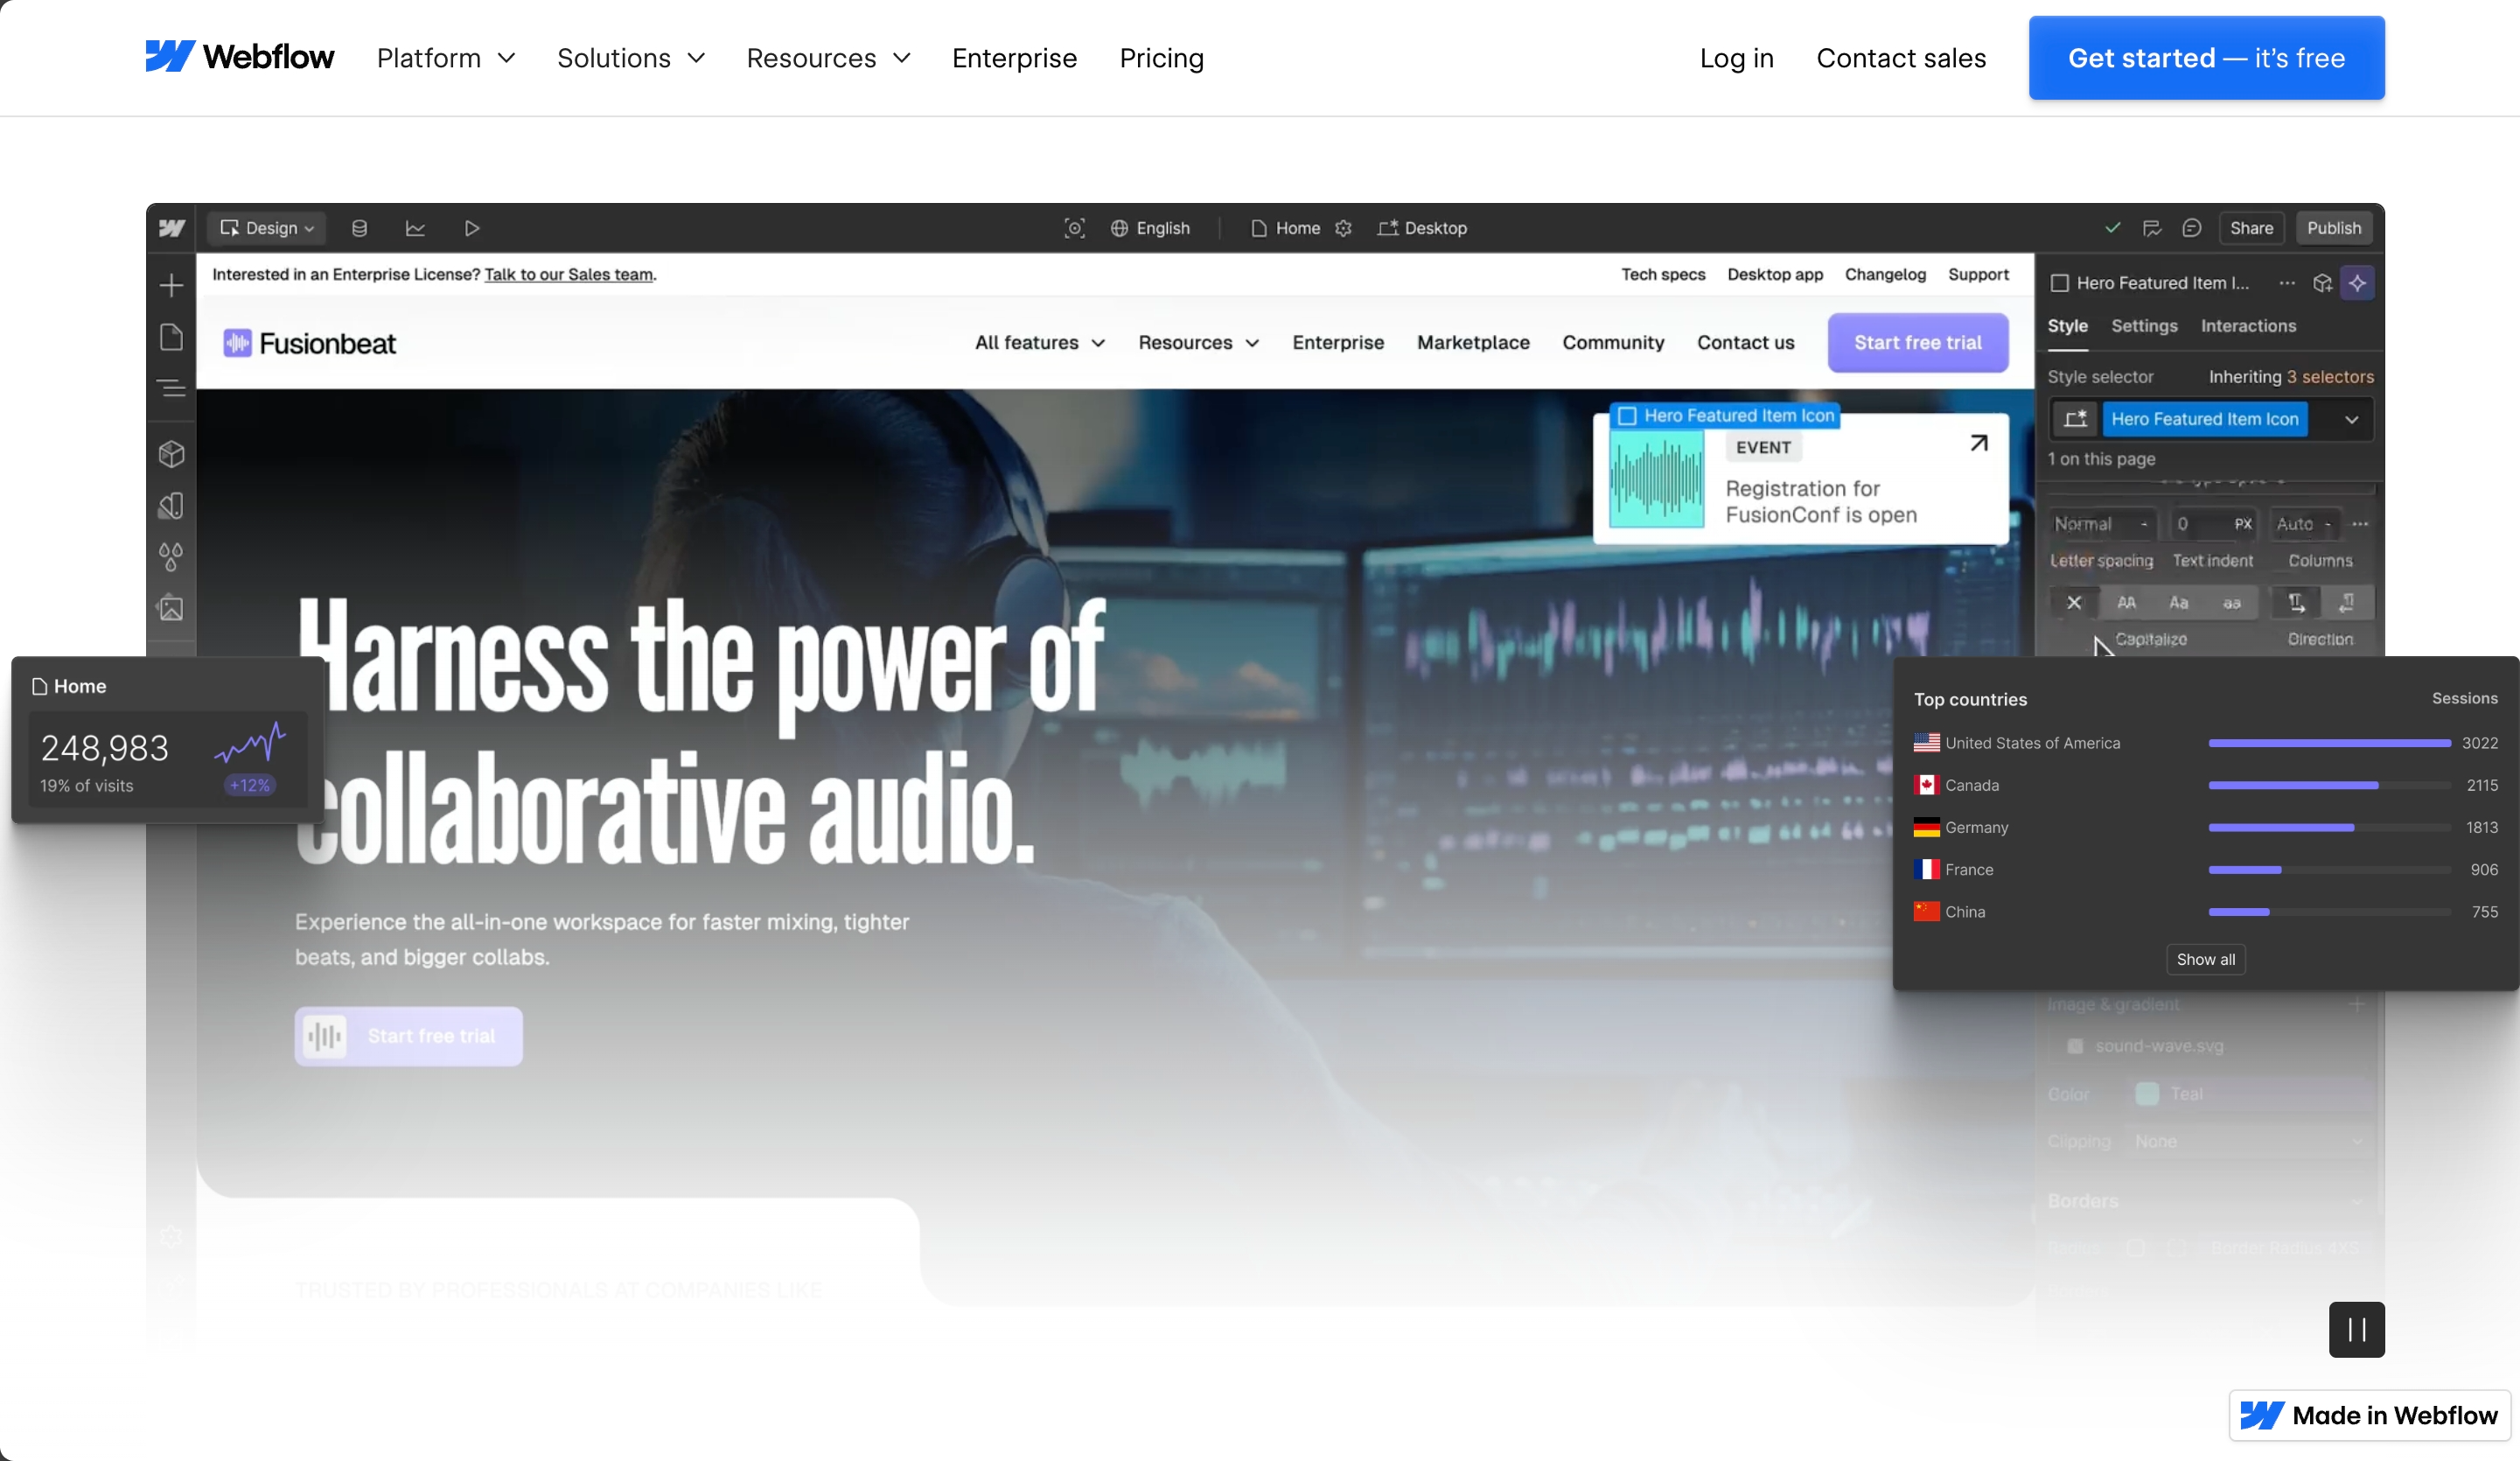 Webflow
Platform
Solutions
Resources
Enterprise
Pricing
Log in
Contact sales
Get started — it's free
Design
English
Home
Desktop
Share
Publish
Interested in an Enterprise License? Talk to our Sales team.
Tech specs
Desktop app
Changelog
Support
Fusionbeat
All features
Resources
Enterprise
Marketplace
Community
Contact us
Start free trial
Hero Featured Item Icon
EVENT
Registration for
FusionConf is open
Harness the power of
collaborative audio.
Experience the all-in-one workspace for faster mixing, tighter
beats, and bigger collabs.
Start free trial
TRUSTED BY PROFESSIONALS AT COMPANIES LIKE
Home
248,983
19% of visits
+12%
Hero Featured Item I...
Style
Settings
Interactions
Style selector
Inheriting 3 selectors
Hero Featured Item Icon
1 on this page
Normal
0
PX
Auto
Letter spacing
Text indent
Columns
AA
Aa
aa
Capitalize
Direction
Top countries
Sessions
United States of America
3022
Canada
2115
Germany
1813
France
906
China
755
Show all
Image & gradient
sound-wave.svg
Color
Teal
Clipping
None
Borders
Radius
Border Radius 4XS
Made in Webflow